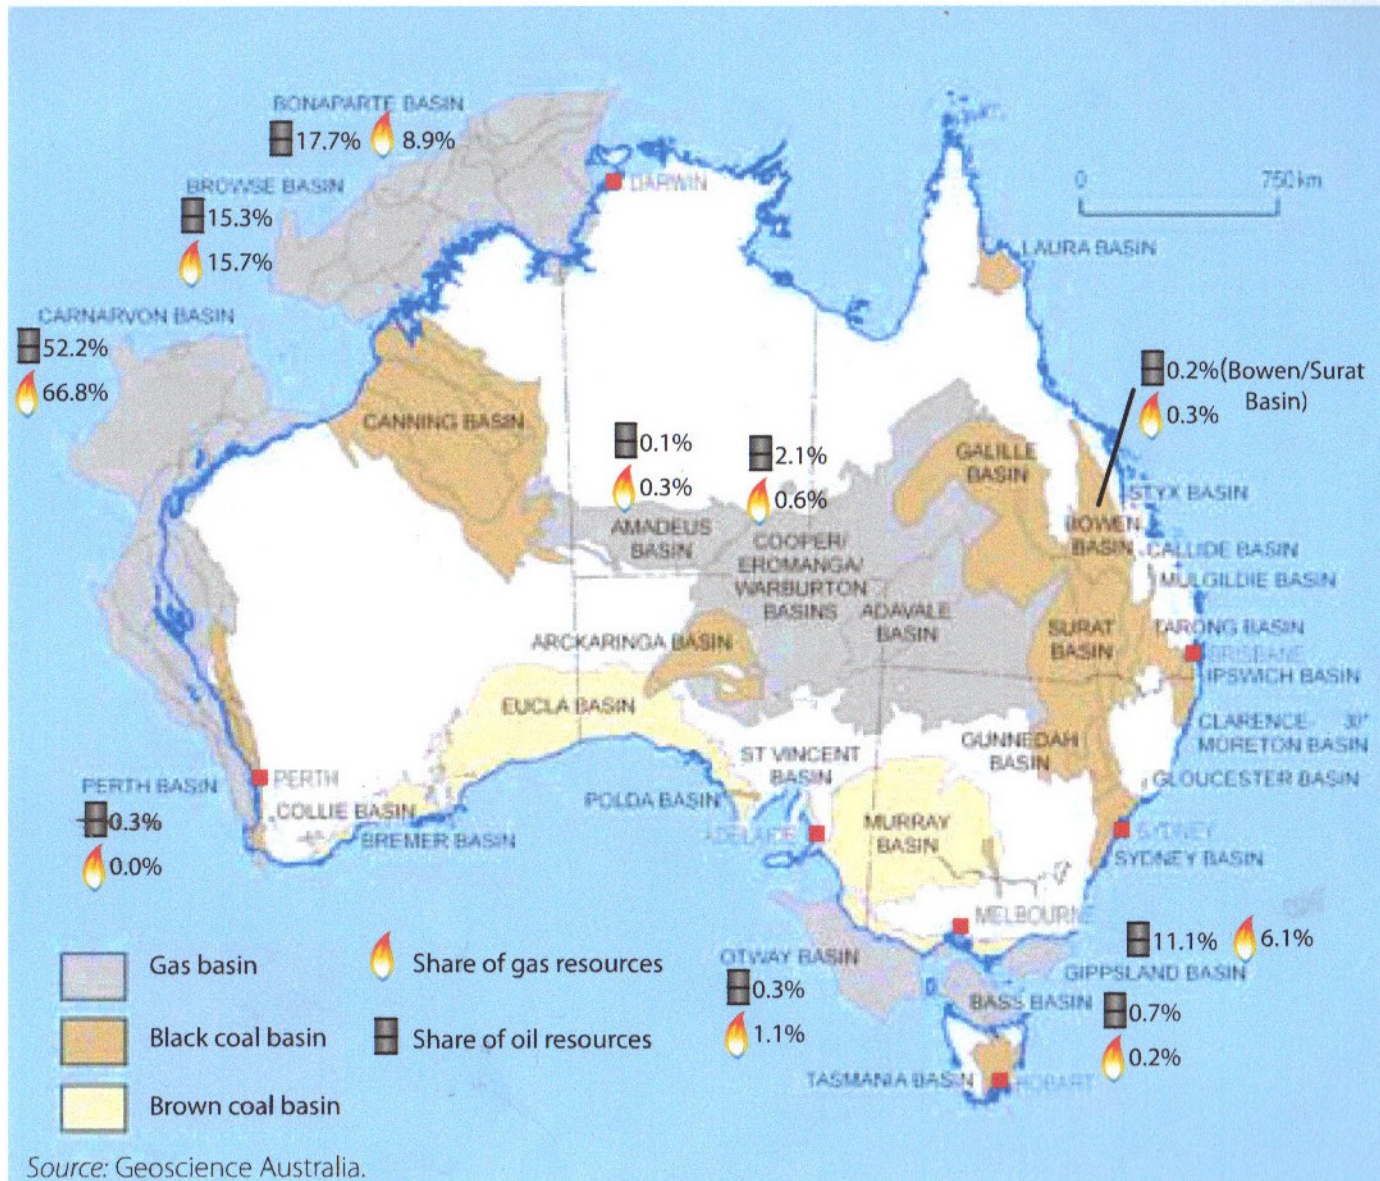 BONAPARTE BASIN
17.7% 8.9%
BROWSE BASIN
15.3%
15.7%
DARWIN
0 750 km
LAURA BASIN
CARNARVON BASIN
52.2%
66.8%
0.2% (Bowen/Surat
Basin)
0.3%
CANNING BASIN
0.1%
0.3%
2.1%
0.6%
GALILLE
BASIN
STYX BASIN
AMADEUS
BASIN
COOPER/
EROMANGA/
WARBURTON
BASINS
BOWEN
BASIN
CALLIDE BASIN
MULGILDIE BASIN
ADAVALE
BASIN
SURAT
BASIN
TARONG BASIN
ARCKARINGA BASIN
BRISBANE
IPSWICH BASIN
EUCLA BASIN
CLARENCE- 30°
MORETON BASIN
GUNNEDAH
BASIN
ST VINCENT
BASIN
GLOUCESTER BASIN
PERTH
PERTH BASIN
0.3%
0.0%
COLLIE BASIN
BREMER BASIN
POLDA BASIN
ADELAIDE
MURRAY
BASIN
SYDNEY
SYDNEY BASIN
MELBOURNE
11.1% 6.1%
GIPPSLAND BASIN
OTWAY BASIN
0.3%
1.1%
BASS BASIN
0.7%
0.2%
TASMANIA BASIN
HOBART
Gas basin
Black coal basin
Brown coal basin
Share of gas resources
Share of oil resources
Source: Geoscience Australia.